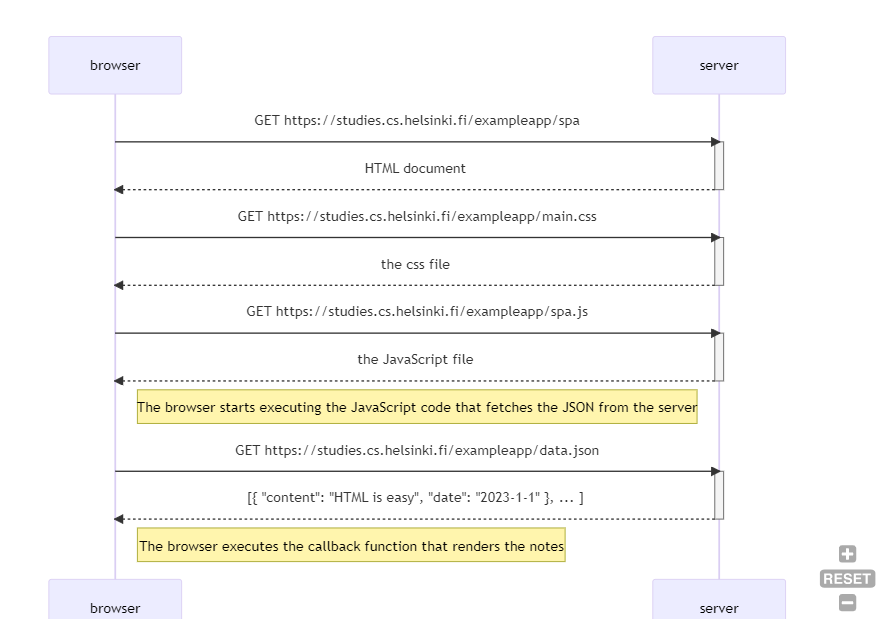 browser
server
GET https://studies.cs.helsinki.fi/exampleapp/spa
HTML document
GET https://studies.cs.helsinki.fi/exampleapp/main.css
the css file
GET https://studies.cs.helsinki.fi/exampleapp/spa.js
the JavaScript file
The browser starts executing the JavaScript code that fetches the JSON from the server
GET https://studies.cs.helsinki.fi/exampleapp/data.json
[{ "content": "HTML is easy", "date": "2023-1-1" }, ... ]
The browser executes the callback function that renders the notes
RESET
browser
server